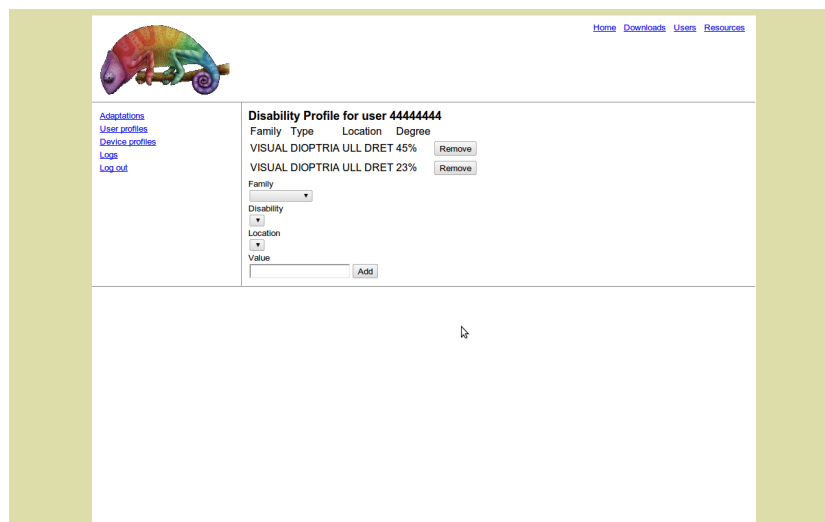 Home Downloads Users Resources
Adaptations
User profiles
Device profiles
Logs
Log out
Disability Profile for user 44444444
Family Type Location Degree
VISUAL DIOPTRIA ULL DRET 45% Remove
VISUAL DIOPTRIA ULL DRET 23% Remove
Family
Disability
Location
Value
Add